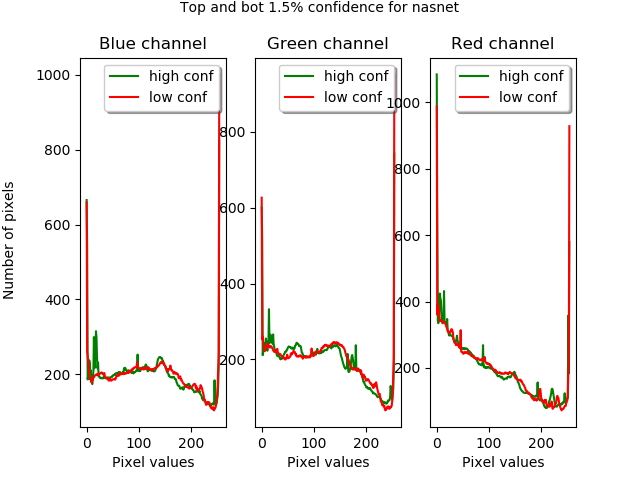 Top and bot 1.5% confidence for nasnet
Blue channel
Green channel
Red channel
high conf
low conf
high conf
low conf
high conf
low conf
Number of pixels
1000
800
600
400
200
800
600
400
200
1000
800
600
400
200
0 100 200
0 100 200
0 100 200
Pixel values
Pixel values
Pixel values